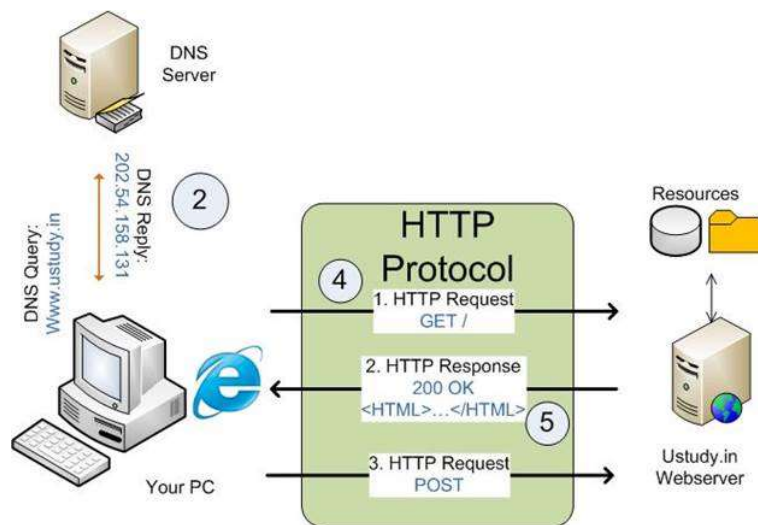 DNS
Server
DNS Query:
Www.ustudy.in
DNS Reply:
202.54.158.131
2
HTTP
Protocol
4
1. HTTP Request
GET /
2. HTTP Response
200 OK
<HTML>...</HTML>
5
3. HTTP Request
POST
Your PC
Resources
Ustudy.in
Webserver